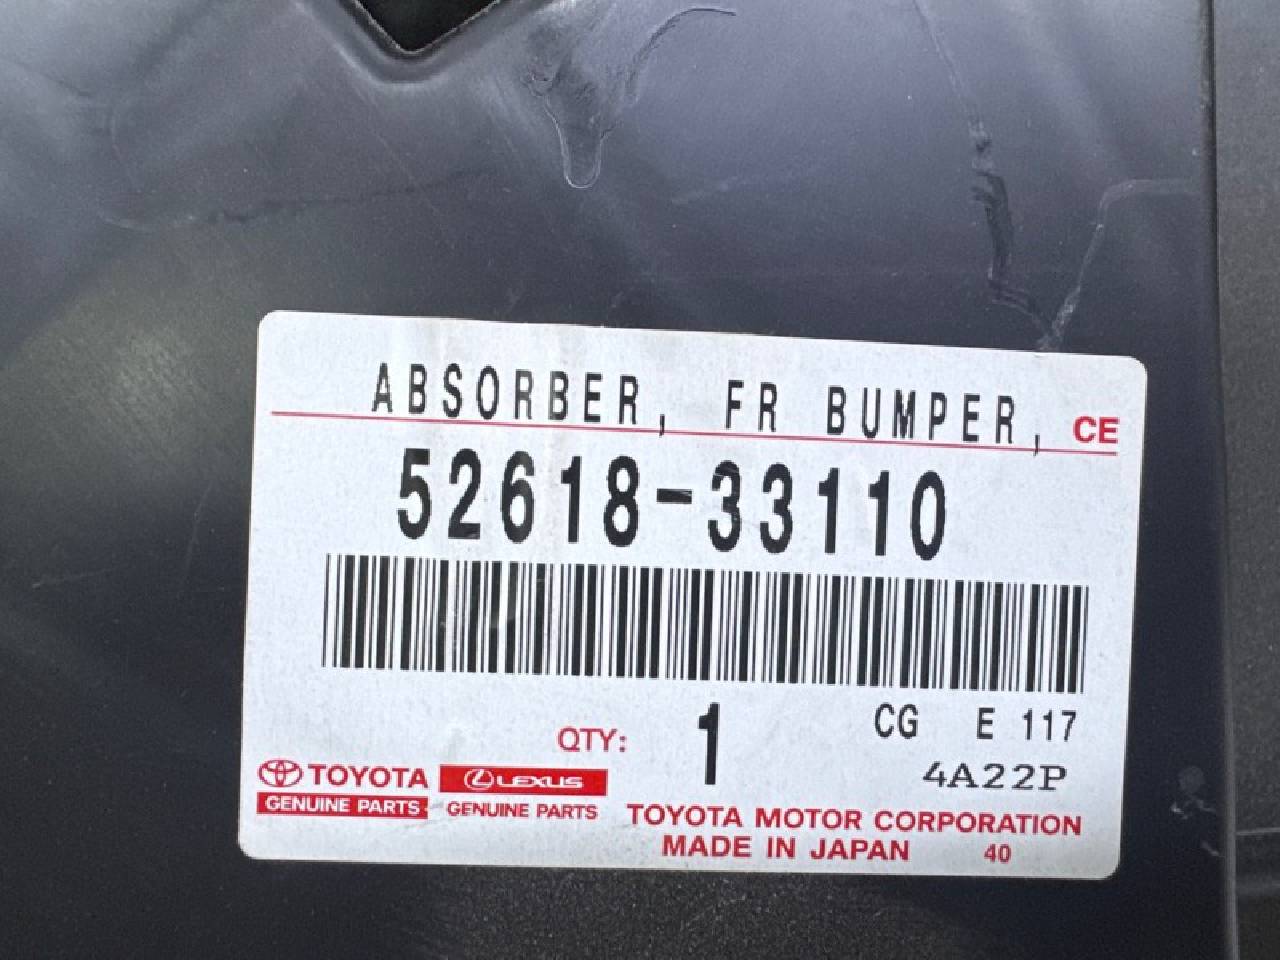 ABSORBER, FR BUMPER, CE
52618-33110
QTY: 1 CG E 117
4A22P
TOYOTA LEXUS
GENUINE PARTS GENUINE PARTS
TOYOTA MOTOR CORPORATION
MADE IN JAPAN 40